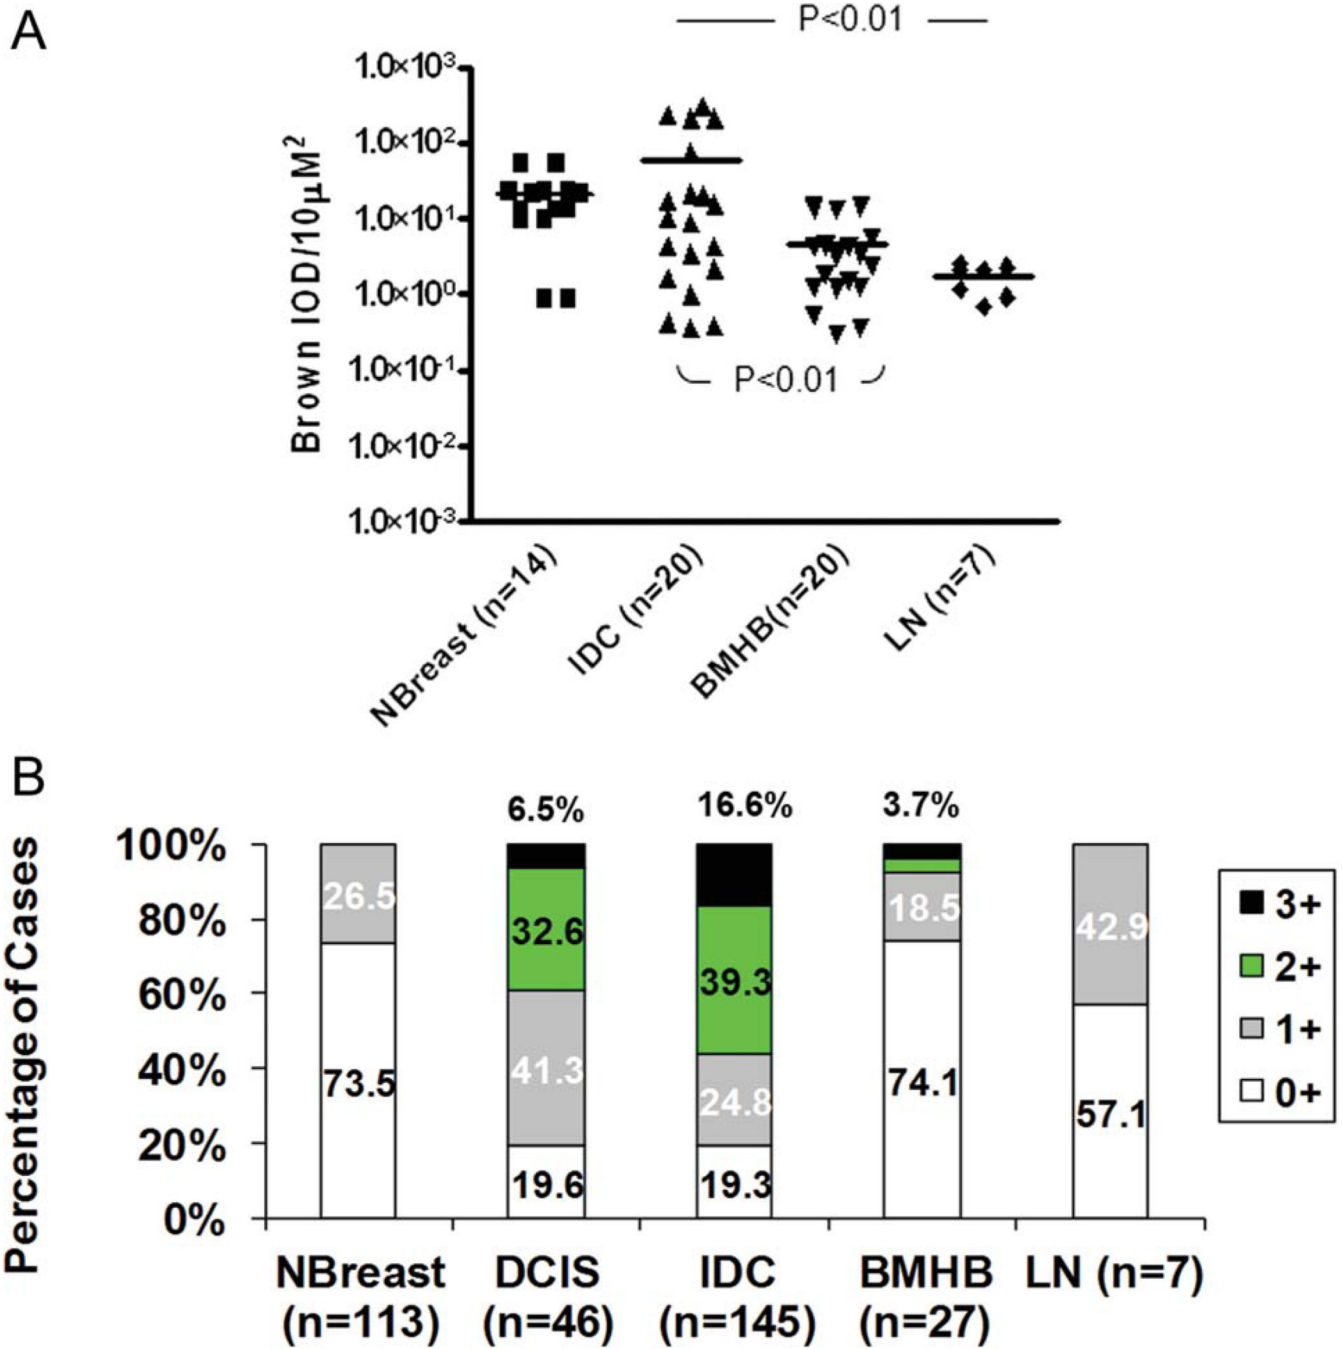 A
P<0.01
1.0×10³
1.0×10²
1.0×10¹
1.0×10⁰
1.0×10⁻¹
1.0×10⁻²
1.0×10⁻³
Brown IOD/10µM²
P<0.01
NBreast (n=14)
IDC (n=20)
BMHB(n=20)
LN (n=7)
B
Percentage of Cases
6.5%
16.6%
3.7%
100%
80%
60%
40%
20%
0%
26.5
73.5
32.6
41.3
19.6
39.3
24.8
19.3
18.5
74.1
42.9
57.1
3+
2+
1+
0+
NBreast
(n=113)
DCIS
(n=46)
IDC
(n=145)
BMHB
(n=27)
LN (n=7)